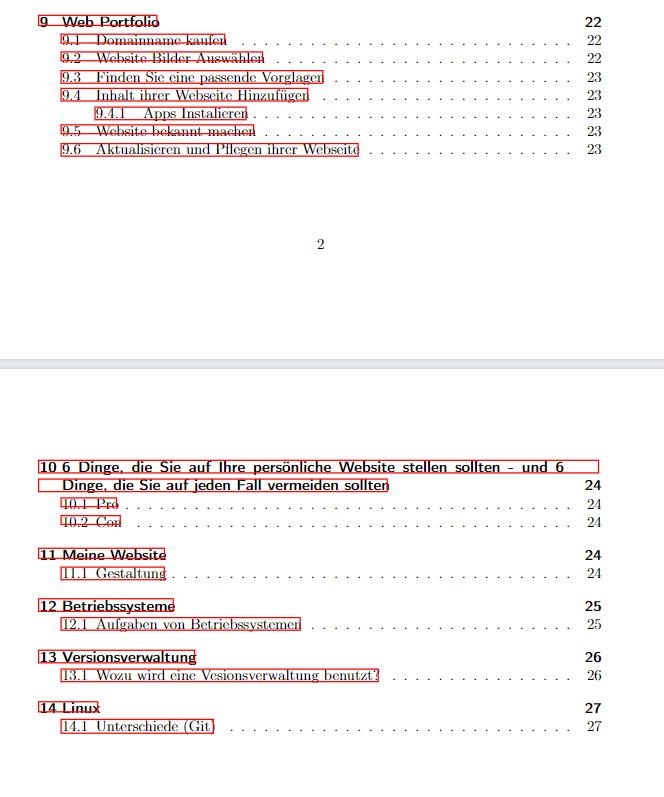 9 Web Portfolio 22
9.1 Domainname kaufen . . . . . . . . . . . . . . . . . . . . . . . . . . . . . 22
9.2 Website Bilder Auswählen . . . . . . . . . . . . . . . . . . . . . . . . . . 22
9.3 Finden Sie eine passende Vorglagen . . . . . . . . . . . . . . . . . . . . . 23
9.4 Inhalt ihrer Webseite Hinzufügen . . . . . . . . . . . . . . . . . . . . . . 23
9.4.1 Apps Instalieren . . . . . . . . . . . . . . . . . . . . . . . . . . . . 23
9.5 Website bekannt machen . . . . . . . . . . . . . . . . . . . . . . . . . . . 23
9.6 Aktualisieren und Pflegen ihrer Webseite . . . . . . . . . . . . . . . . . . 23
2
10 6 Dinge, die Sie auf Ihre persönliche Website stellen sollten - und 6
Dinge, die Sie auf jeden Fall vermeiden sollten 24
10.1 Pro . . . . . . . . . . . . . . . . . . . . . . . . . . . . . . . . . . . . . . . 24
10.2 Con . . . . . . . . . . . . . . . . . . . . . . . . . . . . . . . . . . . . . . 24
11 Meine Website 24
11.1 Gestaltung . . . . . . . . . . . . . . . . . . . . . . . . . . . . . . . . . . . 24
12 Betriebssysteme 25
12.1 Aufgaben von Betriebssystemen . . . . . . . . . . . . . . . . . . . . . . . 25
13 Versionsverwaltung 26
13.1 Wozu wird eine Vesionsverwaltung benutzt? . . . . . . . . . . . . . . . . 26
14 Linux 27
14.1 Unterschiede (Git) . . . . . . . . . . . . . . . . . . . . . . . . . . . . . . 27